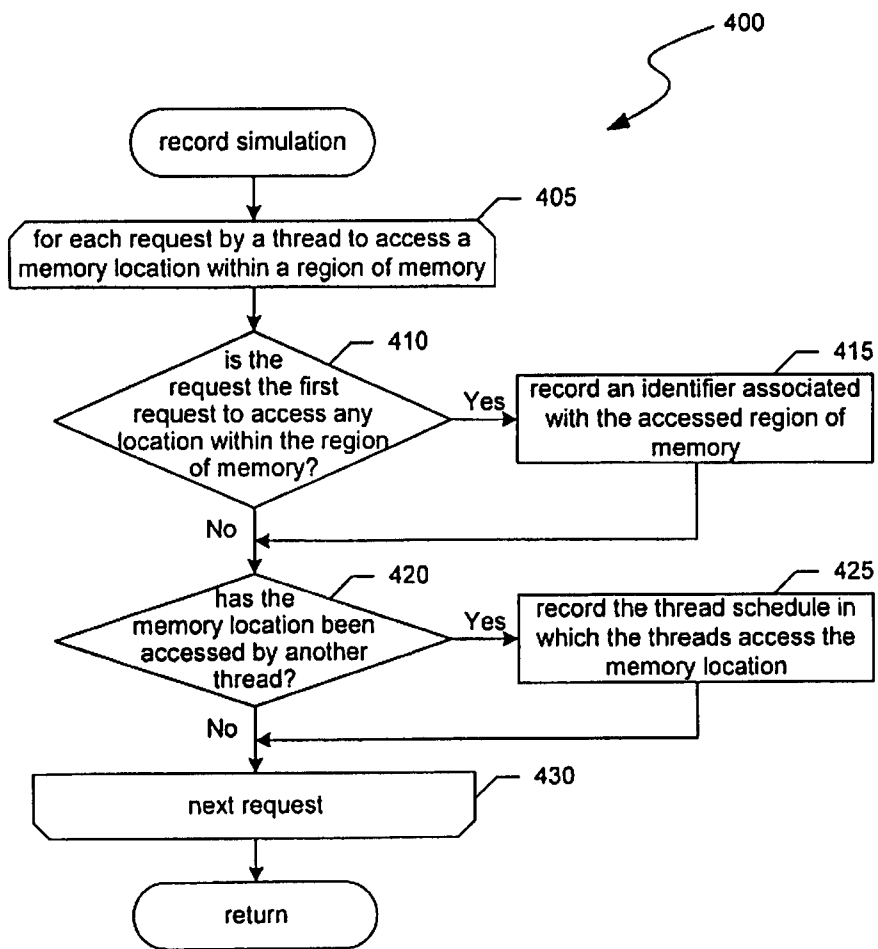 400
record simulation
405
for each request by a thread to access a
memory location within a region of memory
410
is the
request the first
request to access any
location within the region
of memory?
Yes
415
record an identifier associated
with the accessed region of
memory
No
420
has the
memory location been
accessed by another
thread?
Yes
425
record the thread schedule in
which the threads access the
memory location
No
430
next request
return